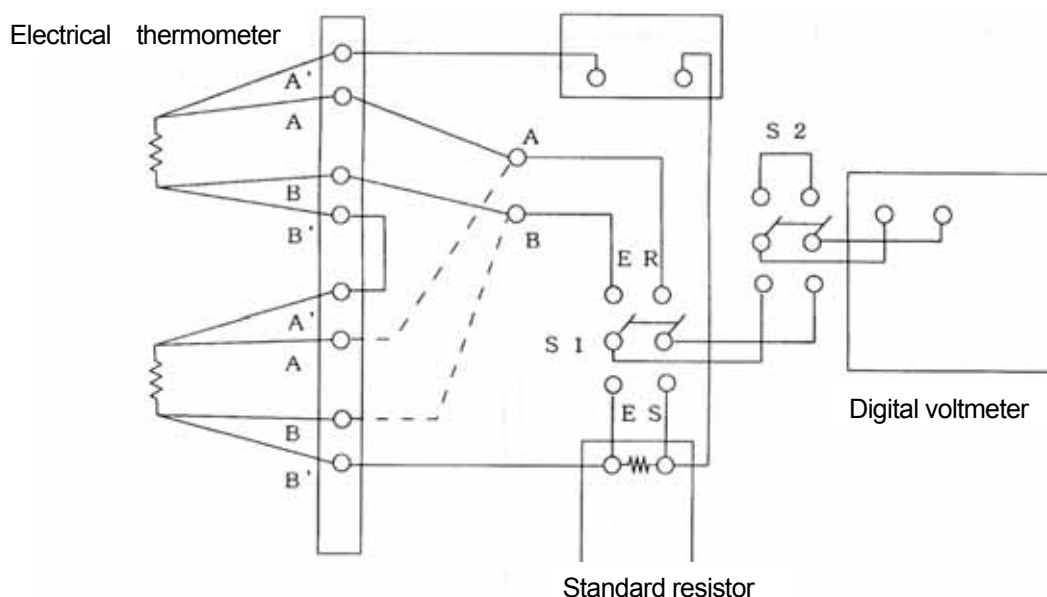 Electrical thermometer
A'
A
B
B'
A'
A
B
B'
A
B
E R
S 1
E S
S 2
Digital voltmeter
Standard resistor